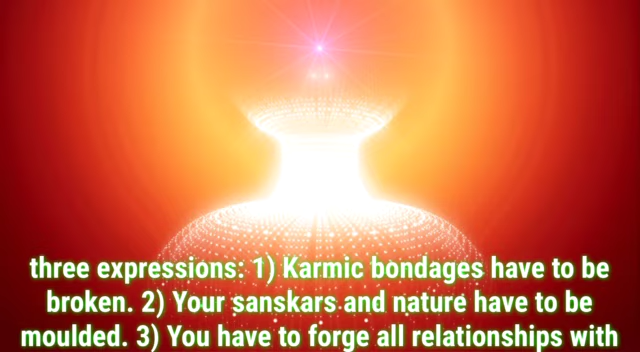 three expressions: 1) Karmic bondages have to be
broken. 2) Your sanskars and nature have to be
moulded. 3) You have to forge all relationships with